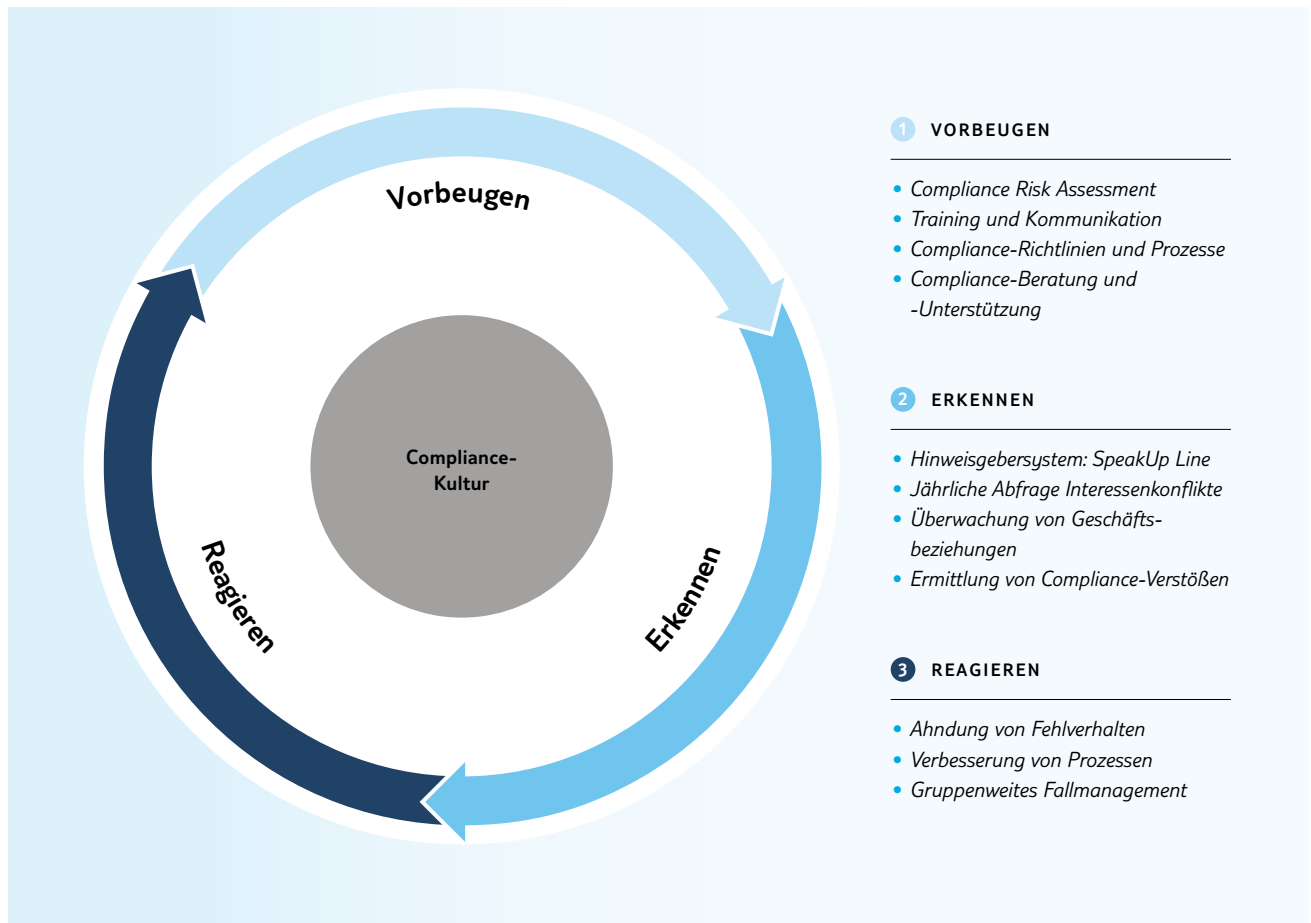 Vorbeugen
Compliance-
Kultur
Reagieren
Erkennen
1 VORBEUGEN
• Compliance Risk Assessment
• Training und Kommunikation
• Compliance-Richtlinien und Prozesse
• Compliance-Beratung und
-Unterstützung
2 ERKENNEN
• Hinweisgebersystem: SpeakUp Line
• Jährliche Abfrage Interessenkonflikte
• Überwachung von Geschäfts-
beziehungen
• Ermittlung von Compliance-Verstößen
3 REAGIEREN
• Ahndung von Fehlverhalten
• Verbesserung von Prozessen
• Gruppenweites Fallmanagement